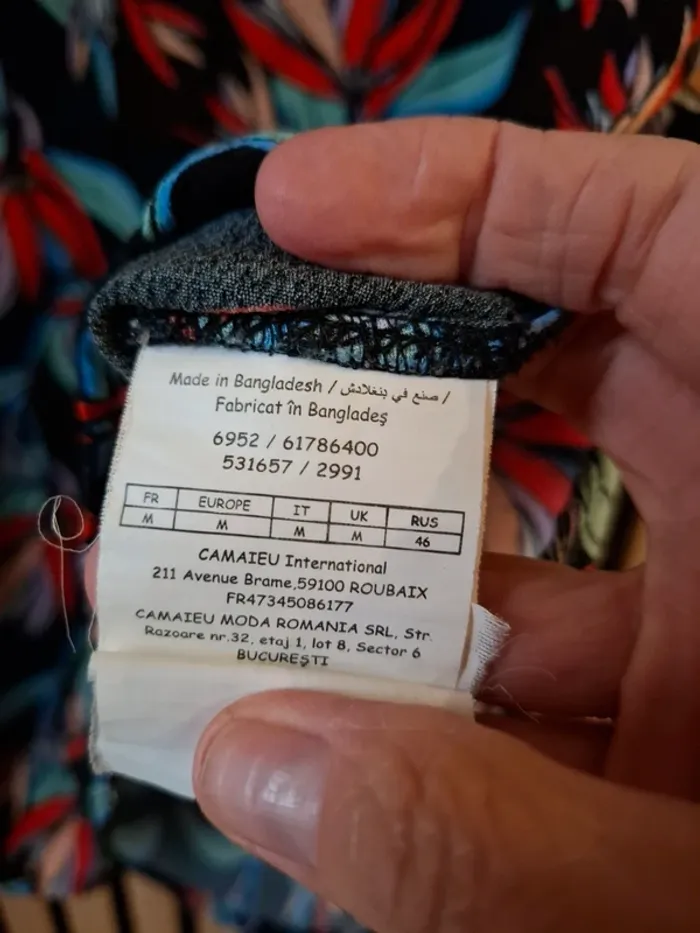 Made in Bangladesh / صنع في بنغلادش /
Fabricat în Bangladeş
6952 / 61786400
531657 / 2991
FR EUROPE IT UK RUS
M M M M 46
CAMAIEU International
211 Avenue Brame,59100 ROUBAIX
FR47345086177
CAMAIEU MODA ROMANIA SRL, Str.
Razoare nr.32, etaj 1, lot 8, Sector 6
BUCUREŞTI